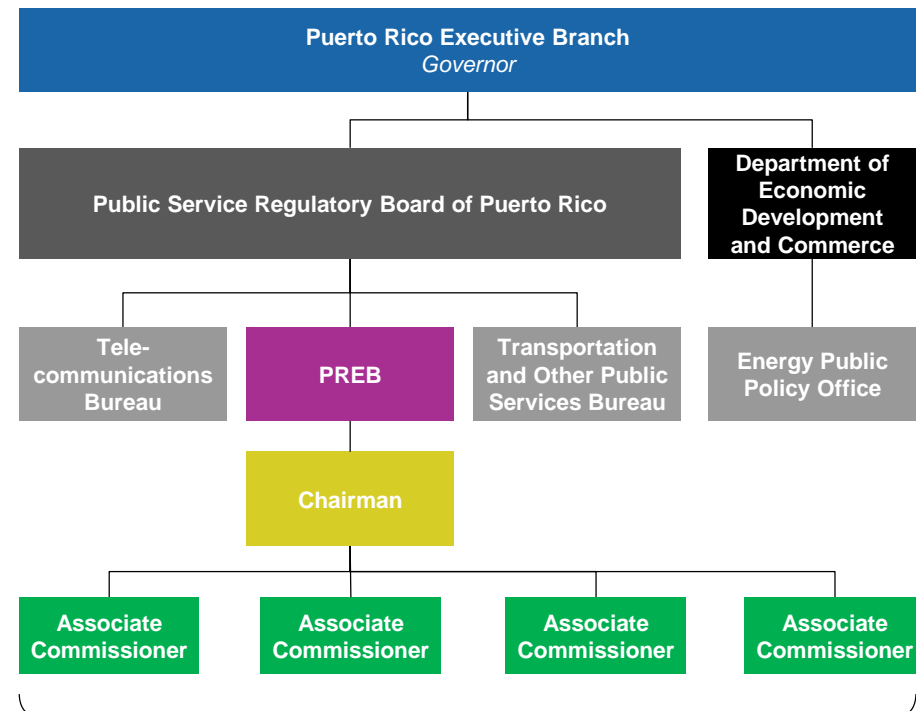 Puerto Rico Executive Branch
Governor
Public Service Regulatory Board of Puerto Rico
Department of
Economic
Development
and Commerce
Tele-
communications
Bureau
PREB
Transportation
and Other Public
Services Bureau
Energy Public
Policy Office
Chairman
Associate
Commissioner
Associate
Commissioner
Associate
Commissioner
Associate
Commissioner